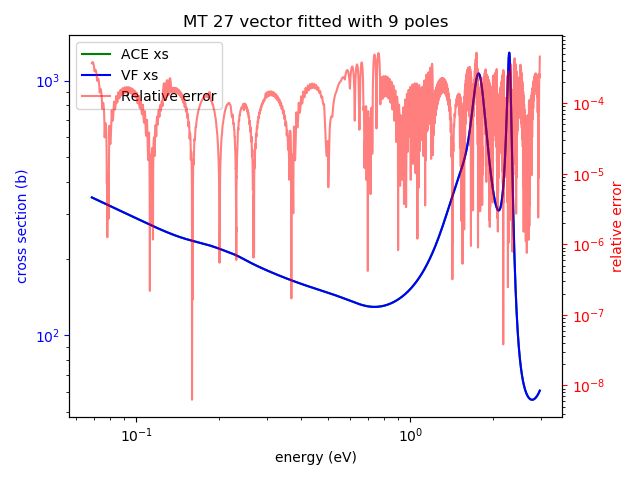 MT 27 vector fitted with 9 poles
ACE xs
VF xs
Relative error
cross section (b)
10³
10²
relative error
10⁻⁴
10⁻⁵
10⁻⁶
10⁻⁷
10⁻⁸
10⁻¹
10⁰
energy (eV)